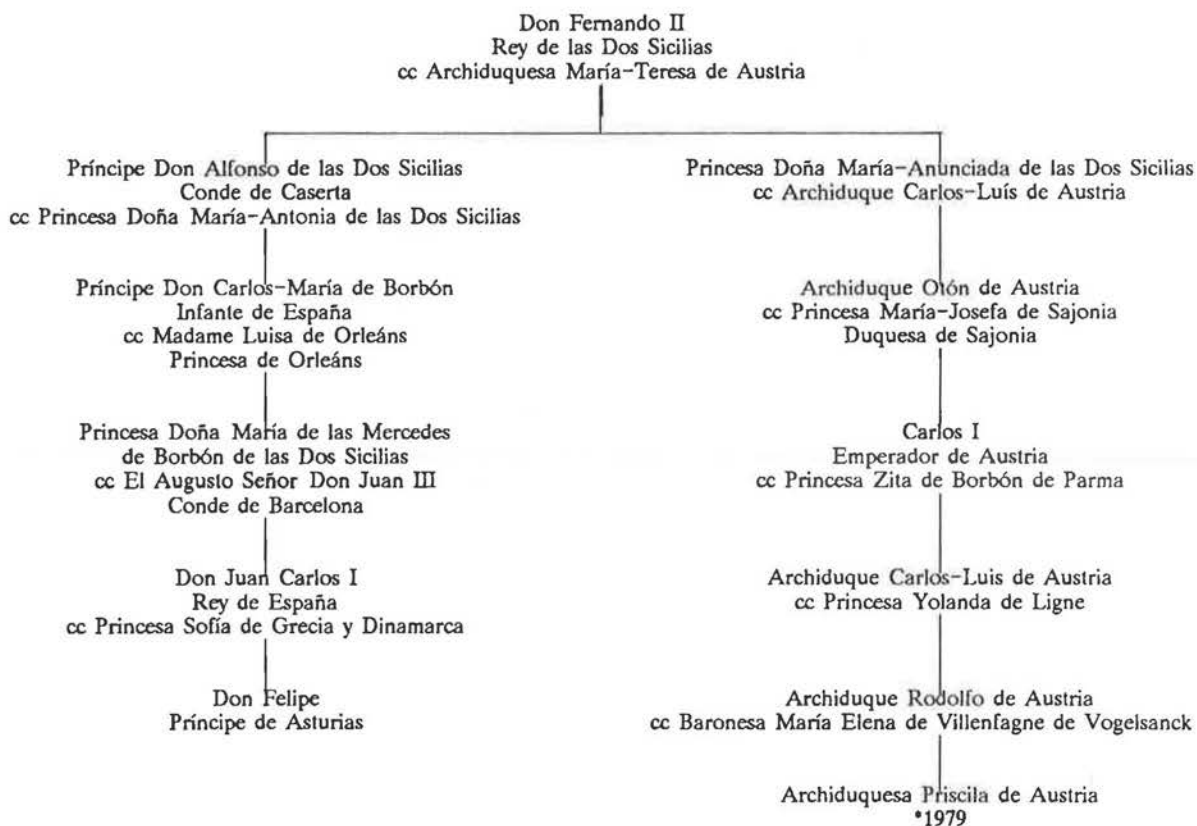 Don Fernando II
Rey de las Dos Sicilias
cc Archiduquesa María-Teresa de Austria
Príncipe Don Alfonso de las Dos Sicilias
Conde de Caserta
cc Princesa Doña María-Antonia de las Dos Sicilias
Príncipe Don Carlos-María de Borbón
Infante de España
cc Madame Luisa de Orleáns
Princesa de Orleáns
Princesa Doña María de las Mercedes
de Borbón de las Dos Sicilias
cc El Augusto Señor Don Juan III
Conde de Barcelona
Don Juan Carlos I
Rey de España
cc Princesa Sofía de Grecia y Dinamarca
Don Felipe
Príncipe de Asturias
Princesa Doña María-Anunciada de las Dos Sicilias
cc Archiduque Carlos-Luís de Austria
Archiduque Otón de Austria
cc Princesa María-Josefa de Sajonia
Duquesa de Sajonia
Carlos I
Emperador de Austria
cc Princesa Zita de Borbón de Parma
Archiduque Carlos-Luis de Austria
cc Princesa Yolanda de Ligne
Archiduque Rodolfo de Austria
cc Baronesa María Elena de Villenfagne de Vogelsanck
Archiduquesa Priscila de Austria
*1979